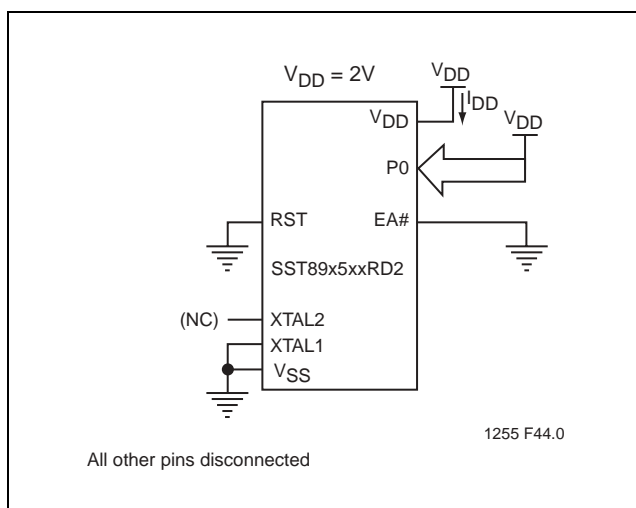 VDD = 2V
VDD
IDD
VDD
VDD
P0
RST
EA#
SST89x5xxRD2
(NC)
XTAL2
XTAL1
VSS
1255 F44.0
All other pins disconnected